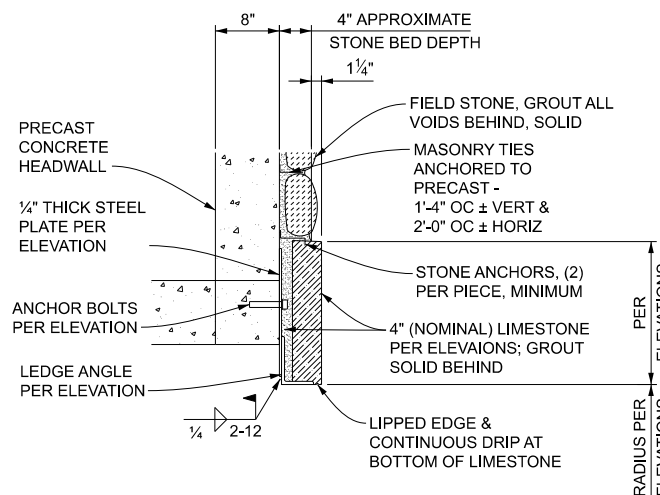 8"
4" APPROXIMATE
STONE BED DEPTH
1¼"
FIELD STONE, GROUT ALL
VOIDS BEHIND, SOLID
PRECAST
CONCRETE
HEADWALL
MASONRY TIES
ANCHORED TO
PRECAST -
1'-4" OC ± VERT &
2'-0" OC ± HORIZ
¼" THICK STEEL
PLATE PER
ELEVATION
STONE ANCHORS, (2)
PER PIECE, MINIMUM
ANCHOR BOLTS
PER ELEVATION
4" (NOMINAL) LIMESTONE
PER ELEVAIONS; GROUT
SOLID BEHIND
PER
ELEVATIONS
LEDGE ANGLE
PER ELEVATION
¼
2-12
LIPPED EDGE &
CONTINUOUS DRIP AT
BOTTOM OF LIMESTONE
RADIUS PER
ELEVATIONS